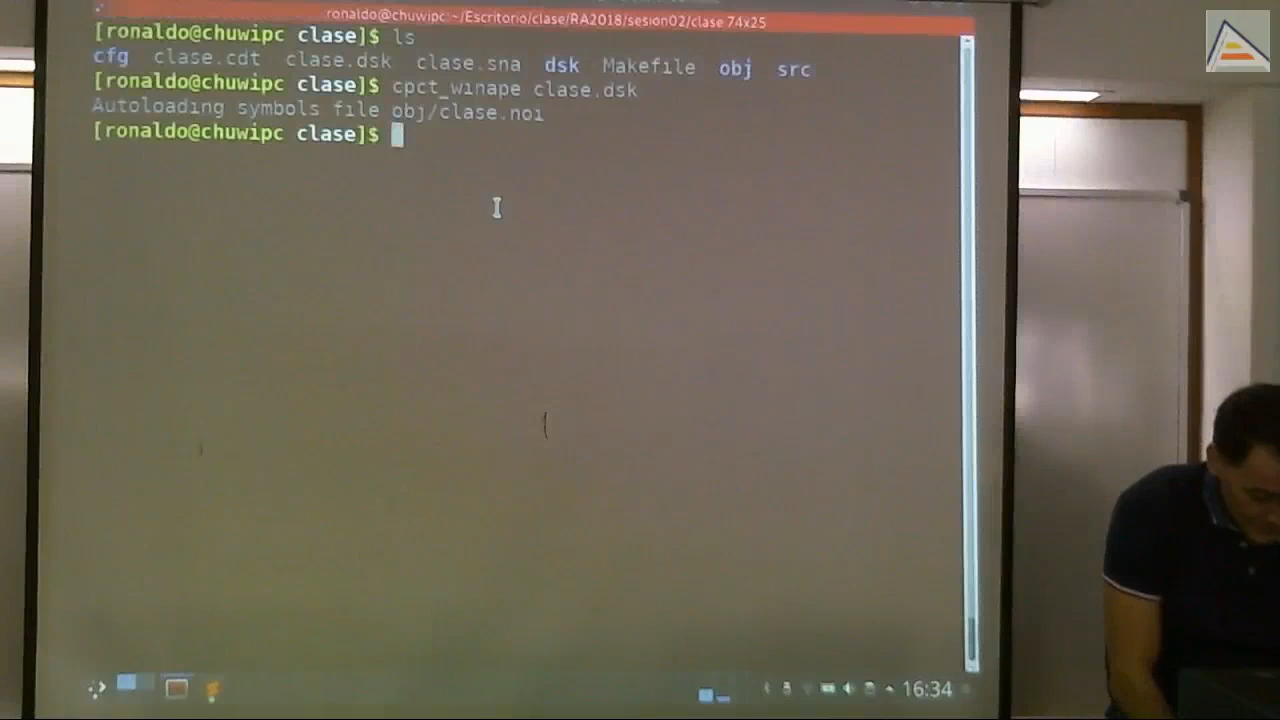 ronaldo@chuwipc:~/Escritorio/clase/RA2018/sesion02/clase 74x25
[ronaldo@chuwipc clase]$ ls
cfg clase.cdt clase.dsk clase.sna dsk Makefile obj src
[ronaldo@chuwipc clase]$ cpct_winape clase.dsk
Autoloading symbols file obj/clase.noi
[ronaldo@chuwipc clase]$
16:34